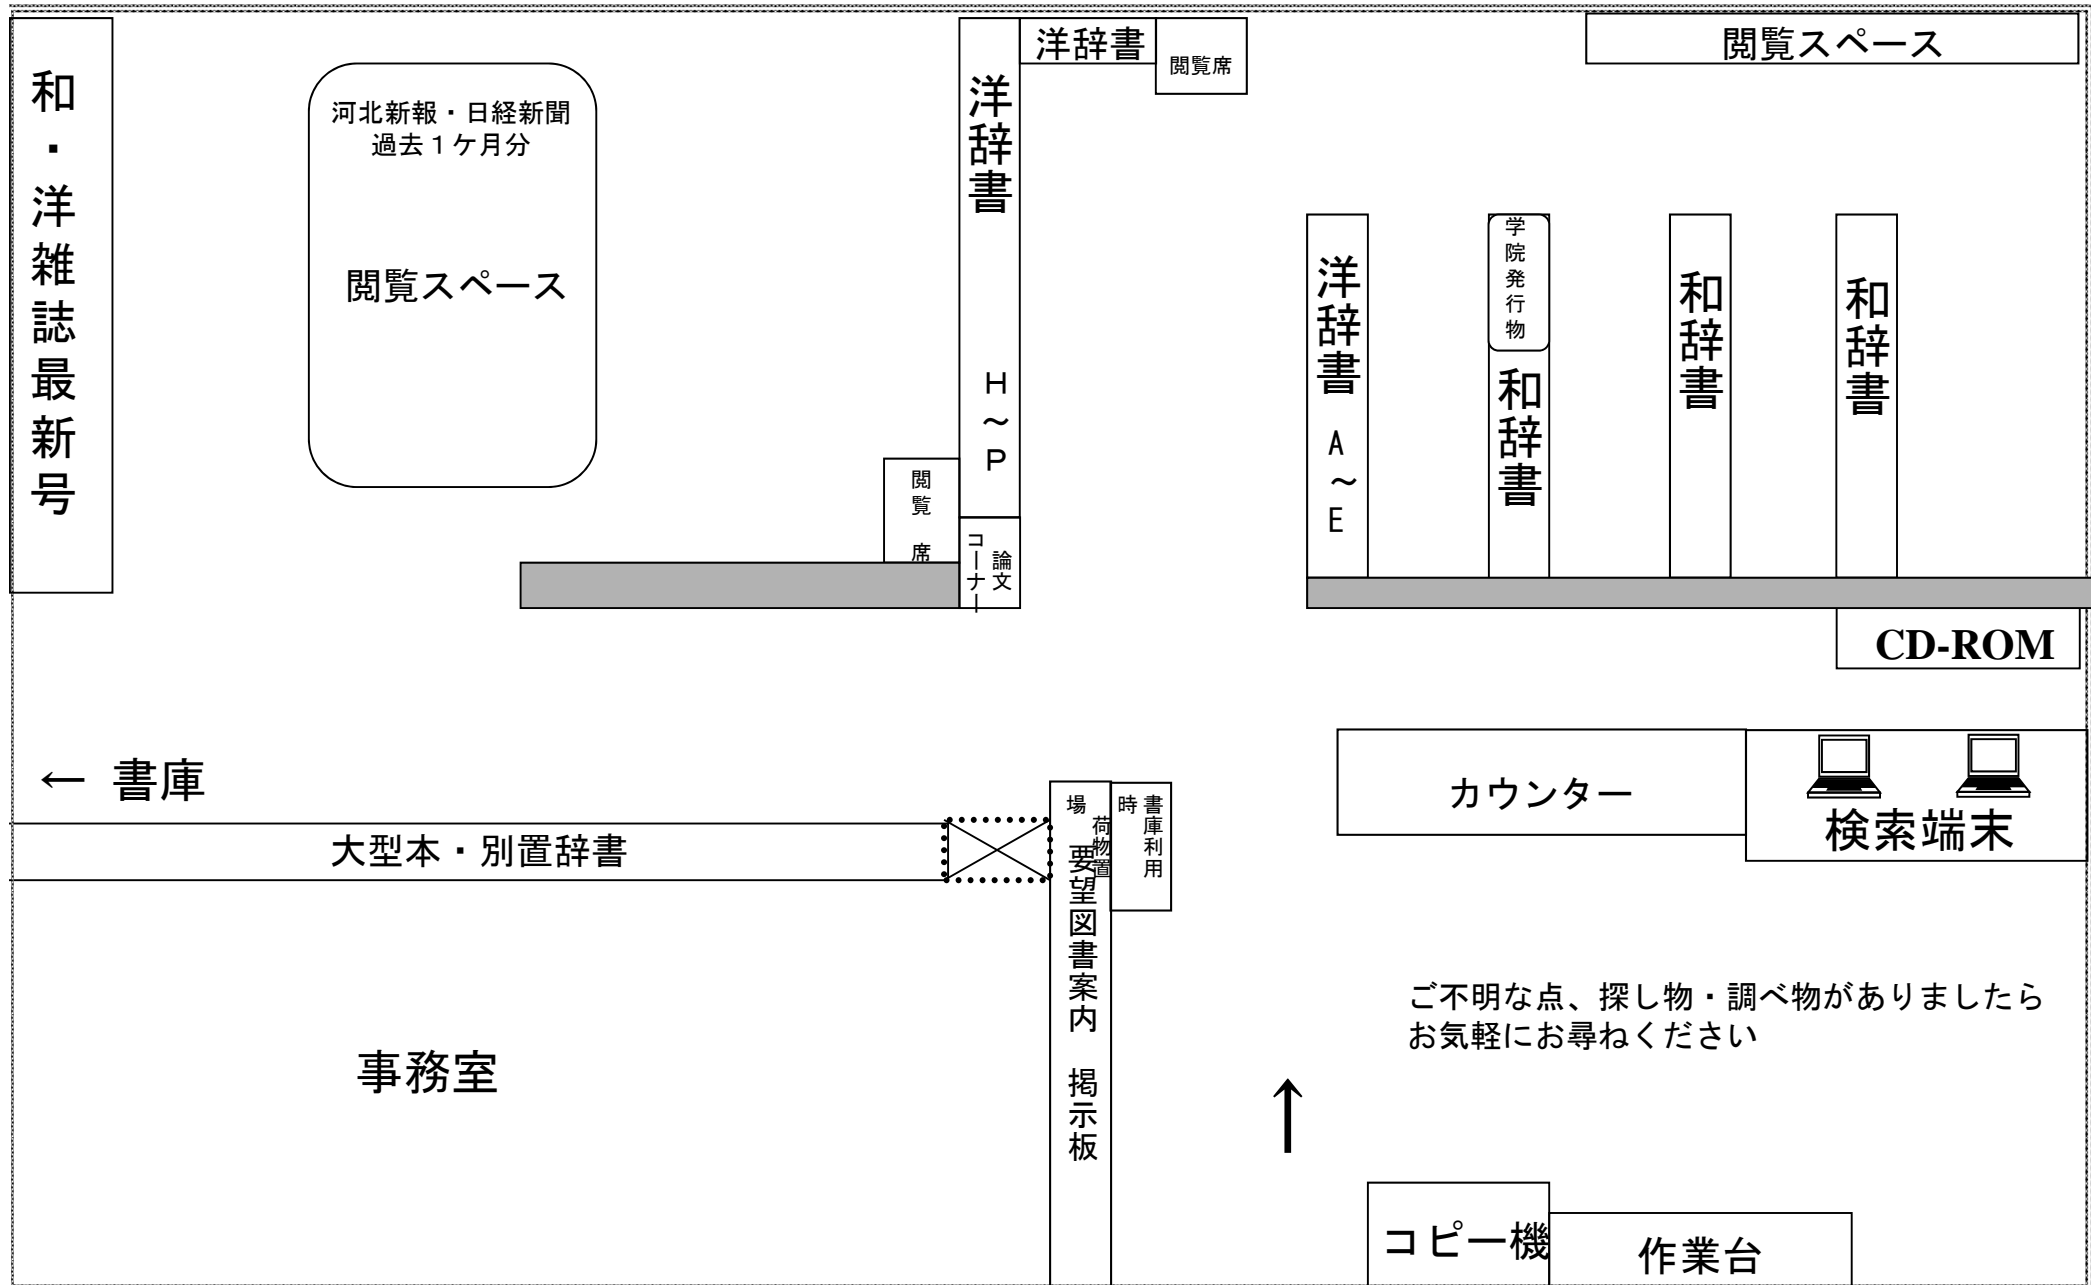 和・洋雑誌最新号
河北新報・日経新聞
過去１ケ月分
閲覧スペース
洋辞書
Ｈ～Ｐ
洋辞書
閲覧席
閲覧スペース
閲覧 席
論文
コーナー
洋辞書 A～E
学院発行物
和辞書
和辞書
和辞書
CD-ROM
← 書庫
大型本・別置辞書
書庫利用時
荷物置場
要望図書案内 掲示板
カウンター
検索端末
ご不明な点、探し物・調べ物がありましたら
お気軽にお尋ねください
事務室
↑
コピー機
作業台